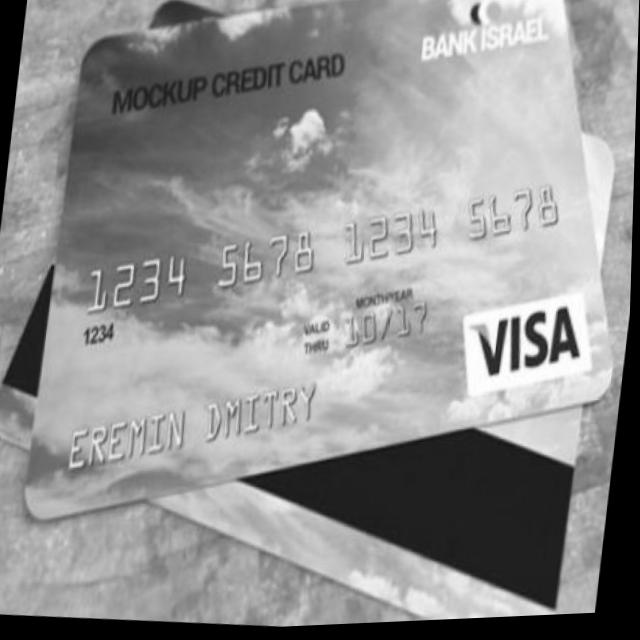 BANK ISRAEL
MOCKUP CREDIT CARD
1234 5678 1234 5678
1234
MONTH/YEAR
VALID THRU 10/17
VISA
EREMIN DMITRY